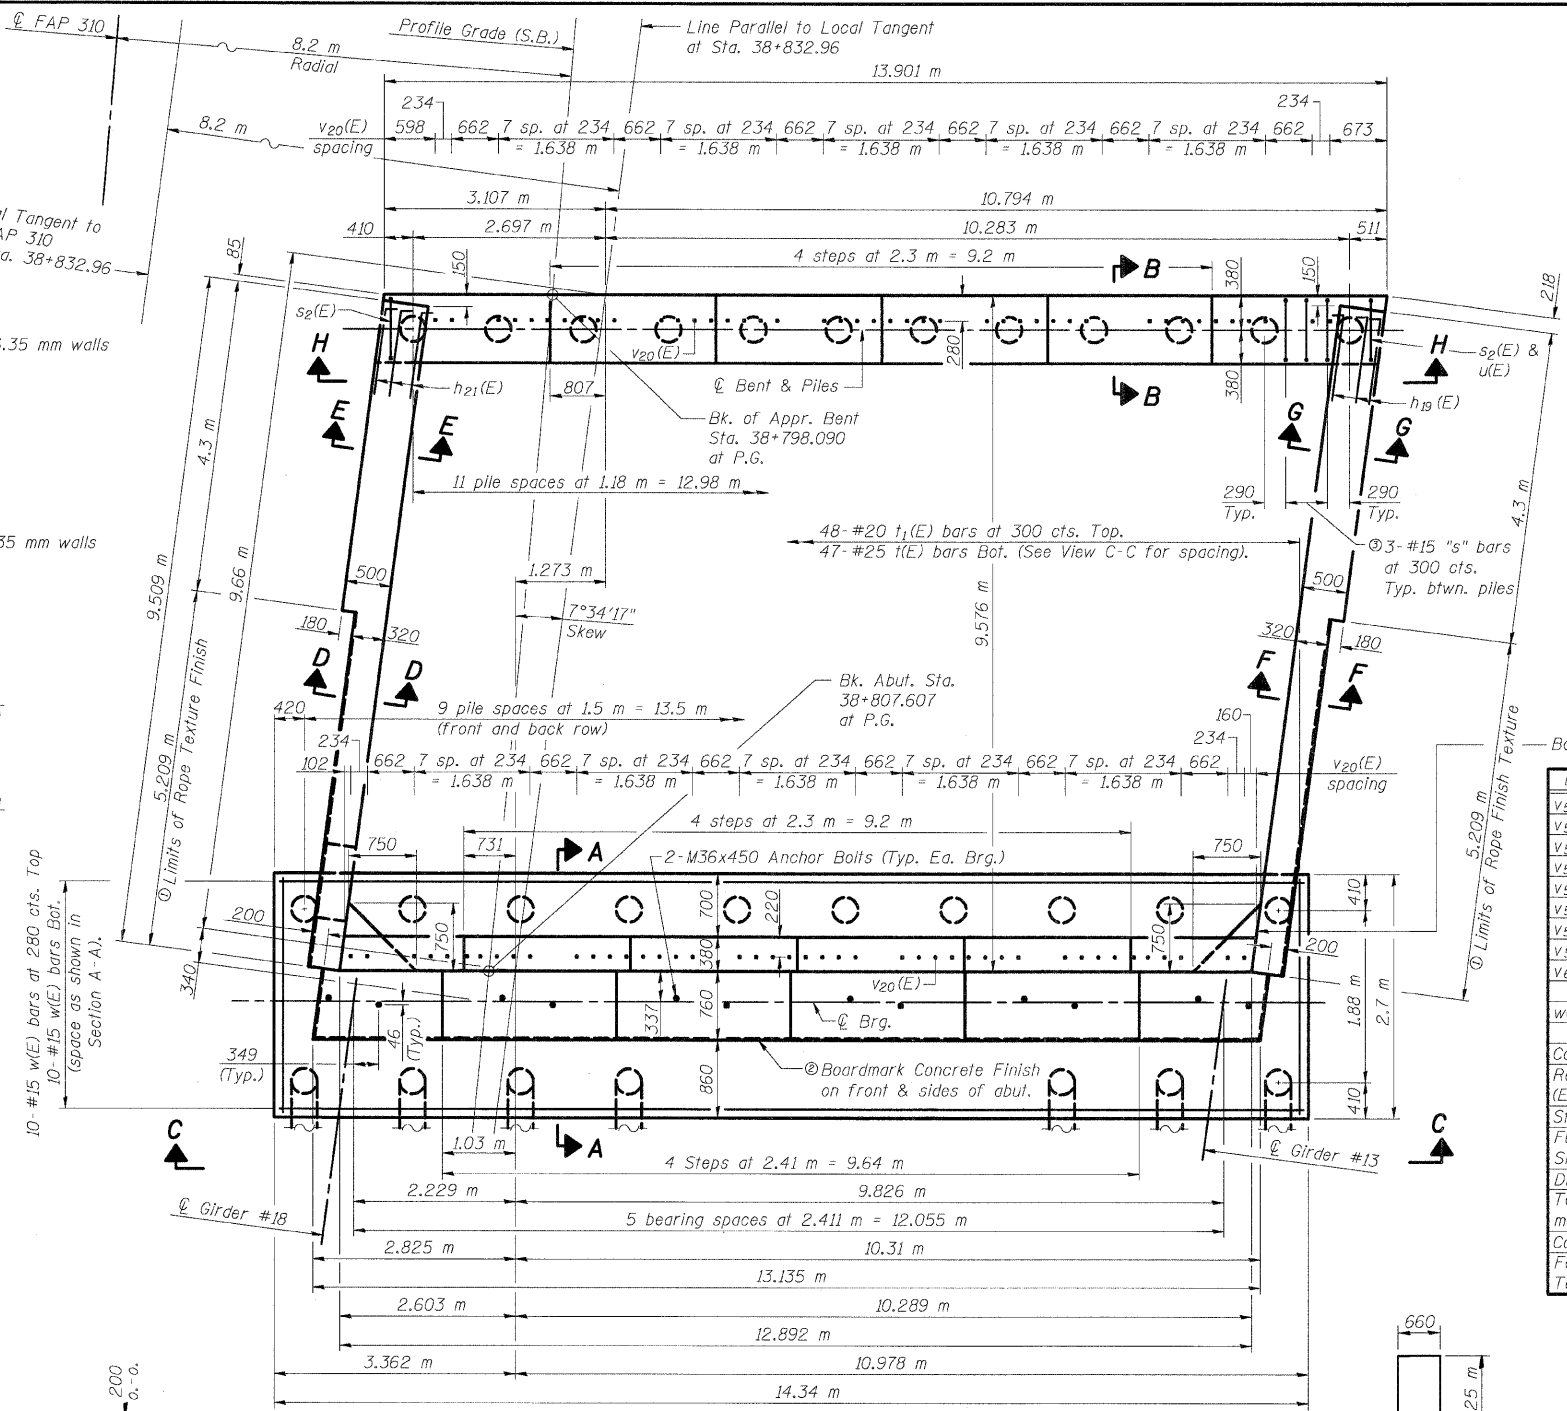 ℄ FAP 310
8.2 m
Radial
Profile Grade (S.B.)
Line Parallel to Local Tangent
at Sta. 38+832.96
13.901 m
234
234
8.2 m
v20(E)
spacing
598
662
7 sp. at 234
= 1.638 m
662
7 sp. at 234
= 1.638 m
662
7 sp. at 234
= 1.638 m
662
7 sp. at 234
= 1.638 m
662
7 sp. at 234
= 1.638 m
662
673
3.107 m
10.794 m
l Tangent to
AP 310
ta. 38+832.96
85
410
2.697 m
10.283 m
511
150
4 steps at 2.3 m = 9.2 m
B
380
150
218
s2(E)
.35 mm walls
H
v20(E)
280
380
H
s2(E) &
u(E)
h21(E)
807
℄ Bent & Piles
B
h19(E)
E
E
Bk. of Appr. Bent
Sta. 38+798.090
at P.G.
G
G
4.3 m
11 pile spaces at 1.18 m = 12.98 m
290
Typ.
290
Typ.
4.3 m
35 mm walls
48-#20 t1(E) bars at 300 cts. Top.
47-#25 t(E) bars Bot. (See View C-C for spacing).
③3-#15 "s" bars
at 300 cts.
Typ. btwn. piles
9.509 m
9.66 m
500
1.273 m
9.576 m
500
7°34'17"
Skew
180
320
320
180
D
D
F
F
Bk. Abut. Sta.
38+807.607
at P.G.
420
9 pile spaces at 1.5 m = 13.5 m
(front and back row)
160
234
234
102
662
7 sp. at 234
= 1.638 m
662
7 sp. at 234
= 1.638 m
662
7 sp. at 234
= 1.638 m
662
7 sp. at 234
= 1.638 m
662
7 sp. at 234
= 1.638 m
662
v20(E)
spacing
5.209 m
① Limits of Rope Texture Finish
5.209 m
① Limits of Rope Finish Texture
4 steps at 2.3 m = 9.2 m
750
731
A
2-M36x450 Anchor Bolts (Typ. Ea. Brg.)
750
10-#15 w(E) bars at 280 cts. Top
10-#15 w(E) bars Bot.
(space as shown in
Section A-A).
200
750
700
220
750
410
200
340
380
v20(E)
760
337
℄ Brg.
46
(Typ.)
349
(Typ.)
1.88 m
2.7 m
860
②Boardmark Concrete Finish
on front & sides of abut.
410
C
1.03 m
A
C
4 Steps at 2.41 m = 9.64 m
℄ Girder #13
2.229 m
9.826 m
℄ Girder #18
5 bearing spaces at 2.411 m = 12.055 m
2.825 m
10.31 m
13.135 m
2.603 m
10.289 m
12.892 m
3.362 m
10.978 m
14.34 m
200
o.-o.
660
25 m